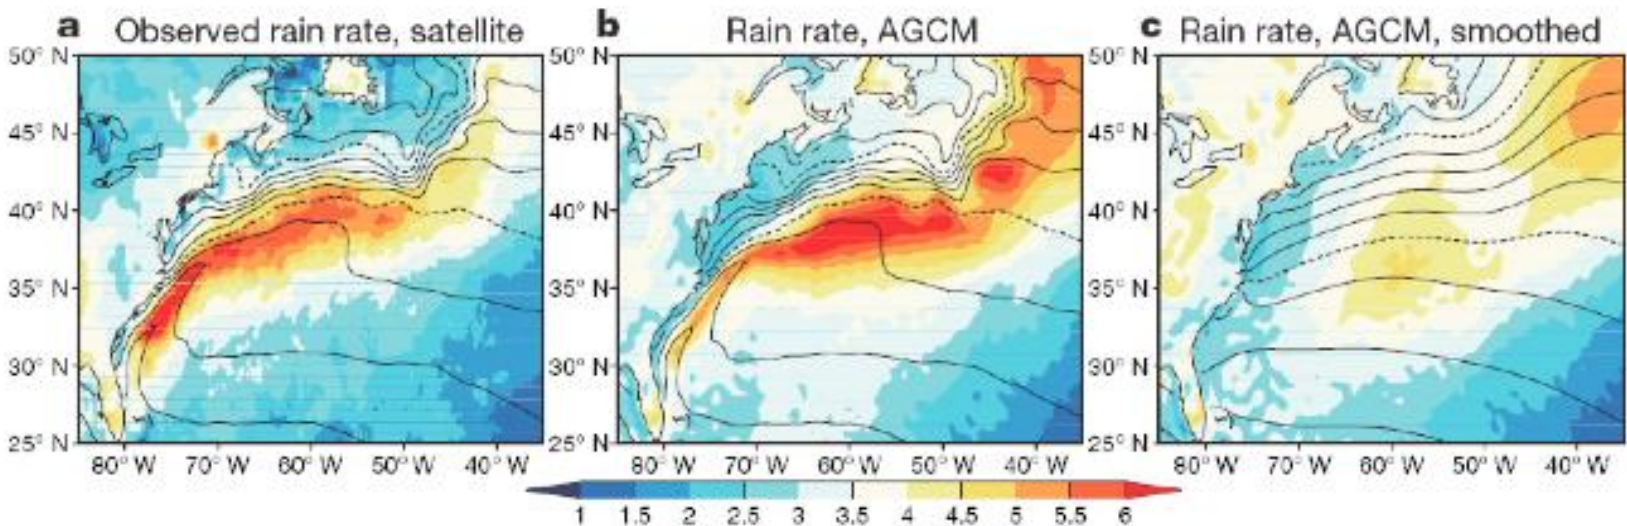 a Observed rain rate, satellite
50° N
45° N
40° N
35° N
30° N
25° N
80° W 70° W 60° W 50° W 40° W
b Rain rate, AGCM
50° N
45° N
40° N
35° N
30° N
25° N
80° W 70° W 60° W 50° W 40° W
c Rain rate, AGCM, smoothed
50° N
45° N
40° N
35° N
30° N
25° N
80° W 70° W 60° W 50° W 40° W
1 1.5 2 2.5 3 3.5 4 4.5 5 5.5 6